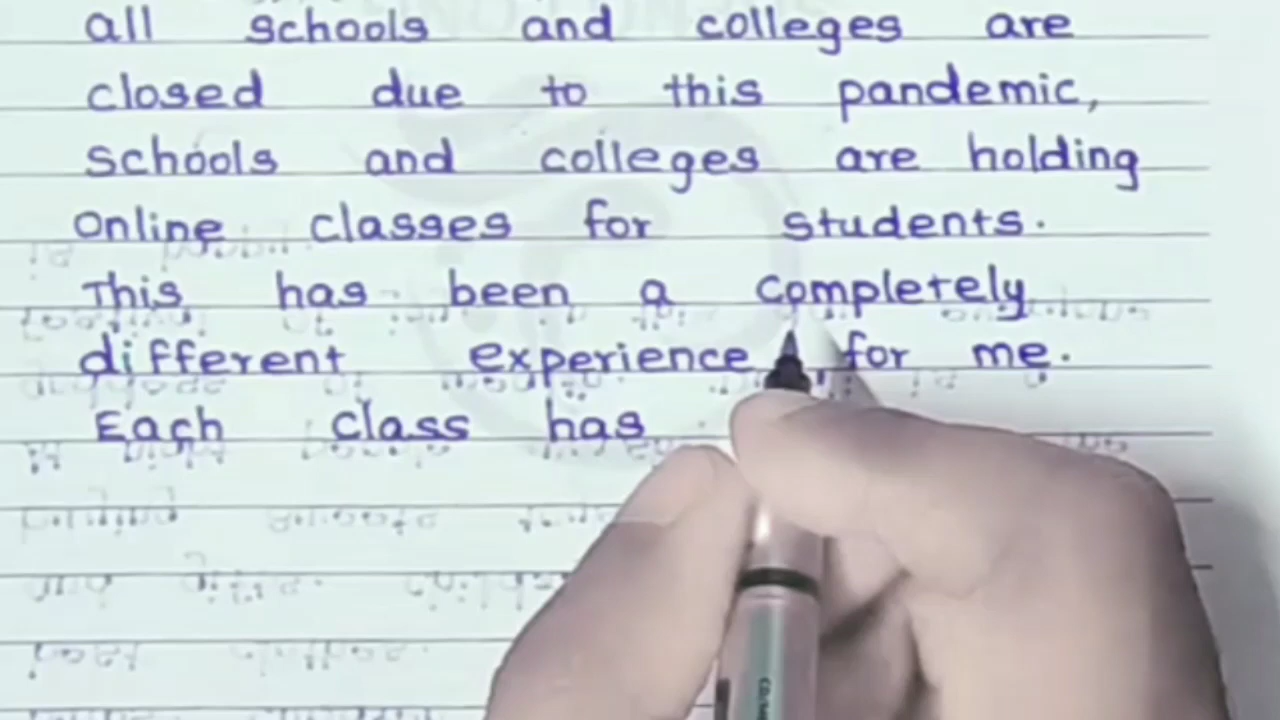 all schools and colleges are
closed due to this pandemic,
schools and colleges are holding
online classes for students.
This has been a completely
different experience for me.
Each class has